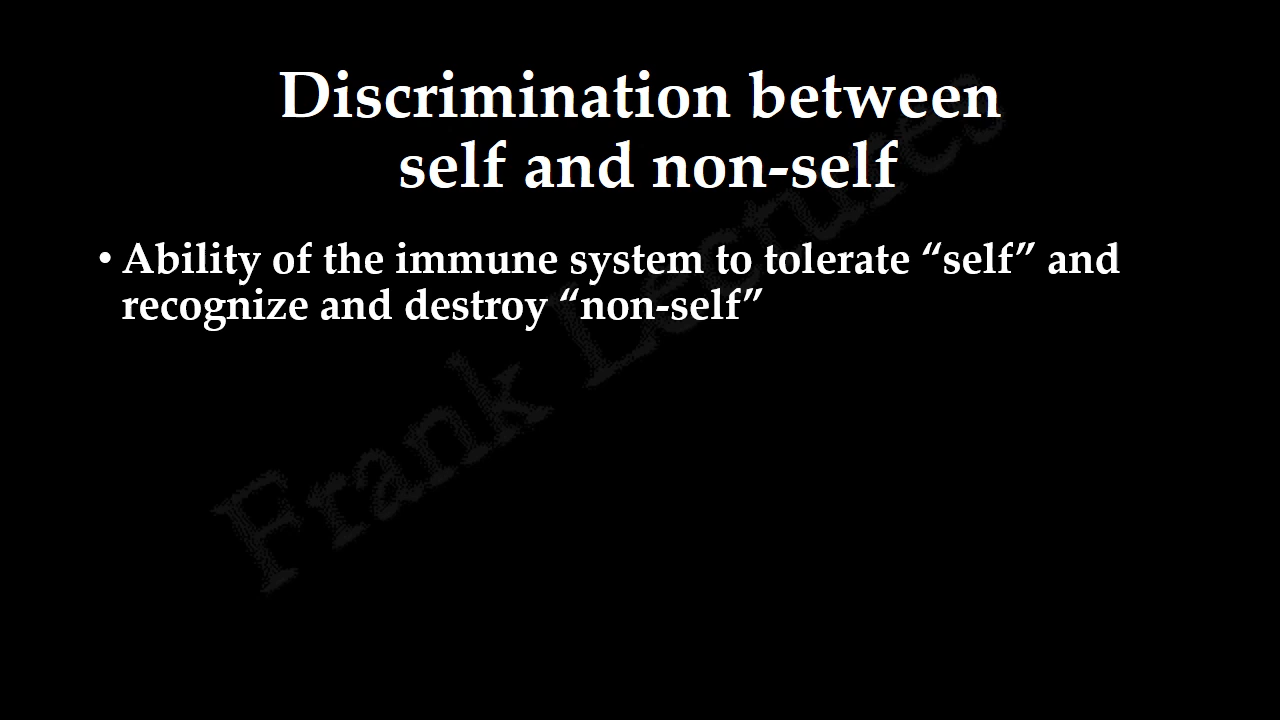 Discrimination between
self and non-self
• Ability of the immune system to tolerate “self” and
recognize and destroy “non-self”
Frank Lectures